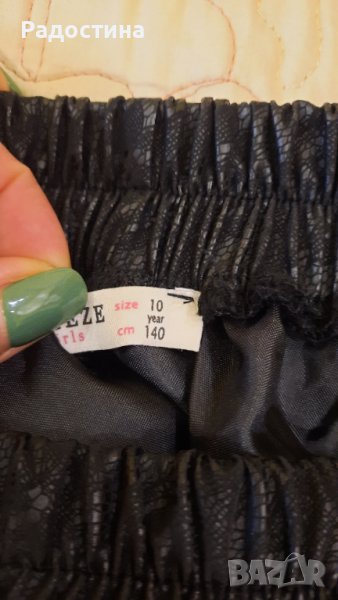 Радостина
size 10
year
cm 140
BAZAR